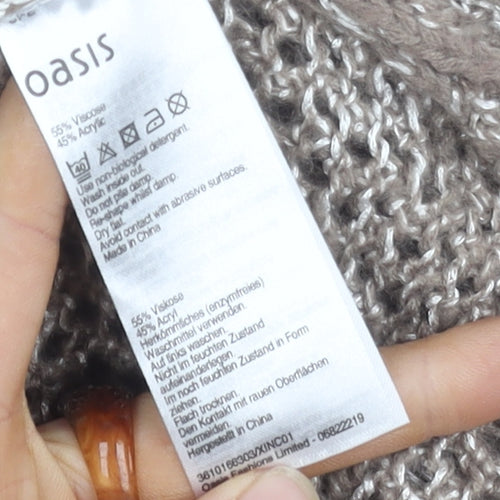 oasis
55% Viscose
45% Acrylic
40
Use non-biological detergent.
Wash inside out.
Do not pile damp.
Re-shape whilst damp.
Dry flat.
Avoid contact with abrasive surfaces.
Made in China
55% Viskose
45% Acryl
Herkömmliches (enzymfreies)
Waschmittel verwenden.
Auf links waschen.
Nicht im feuchten Zustand
aufeinanderlegen.
Im noch feuchten Zustand in Form
ziehen.
Flach trocknen.
Den Kontakt mit rauen Oberflächen
vermeiden.
Hergestellt in China
3610166303/XINC01
Oasis Fashions Limited - 06822219